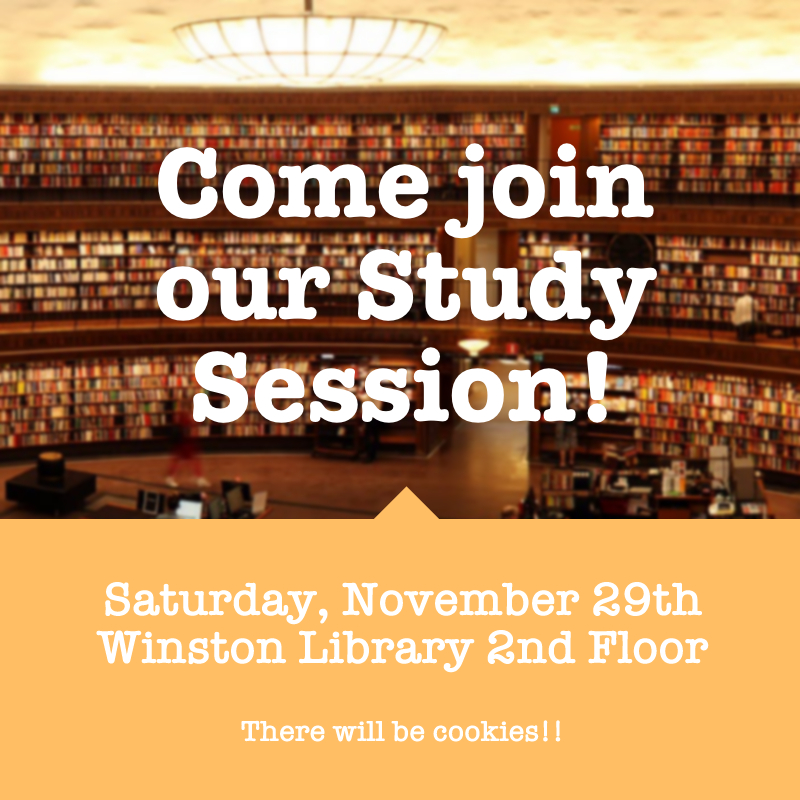 Come join
our Study
Session!
Saturday, November 29th
Winston Library 2nd Floor
There will be cookies!!